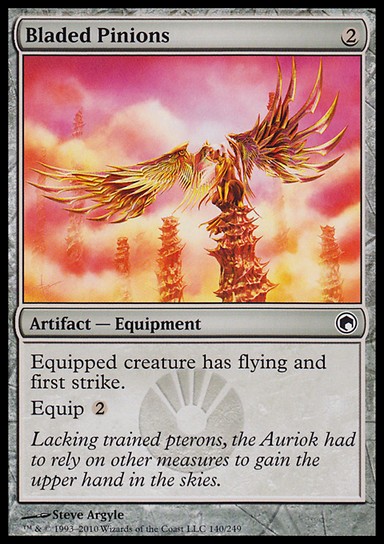 Bladed Pinions 2
Artifact — Equipment
Equipped creature has flying and
first strike.
Equip 2
Lacking trained pterons, the Auriok had
to rely on other measures to gain the
upper hand in the skies.
Steve Argyle
™ & © 1993–2010 Wizards of the Coast LLC 140/249